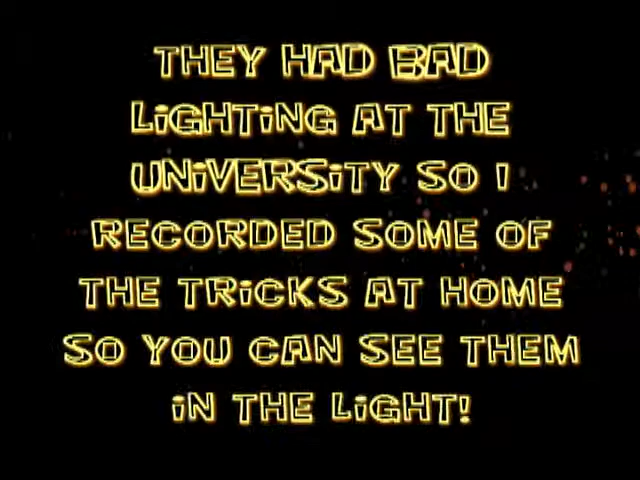 THEY HAD BAD
LiGHTiNG AT THE
UNiVERSiTY SO I
RECORDED SOME OF
THE TRiCKS AT HOME
SO YOU CAN SEE THEM
iN THE LiGHT!